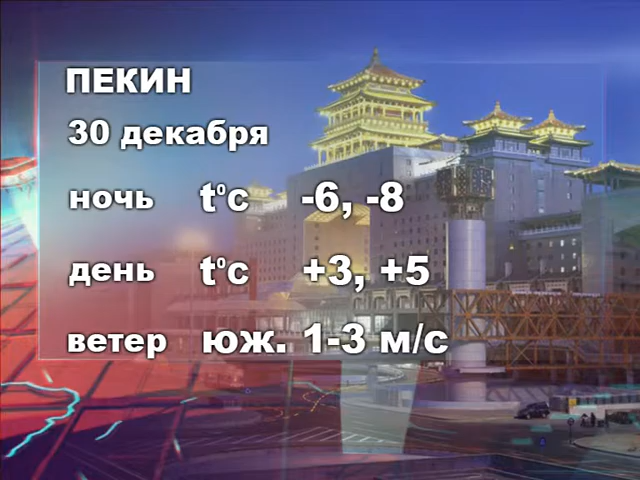 ПЕКИН
30 декабря
ночь t°c -6, -8
день t°c +3, +5
ветер юж. 1-3 м/с